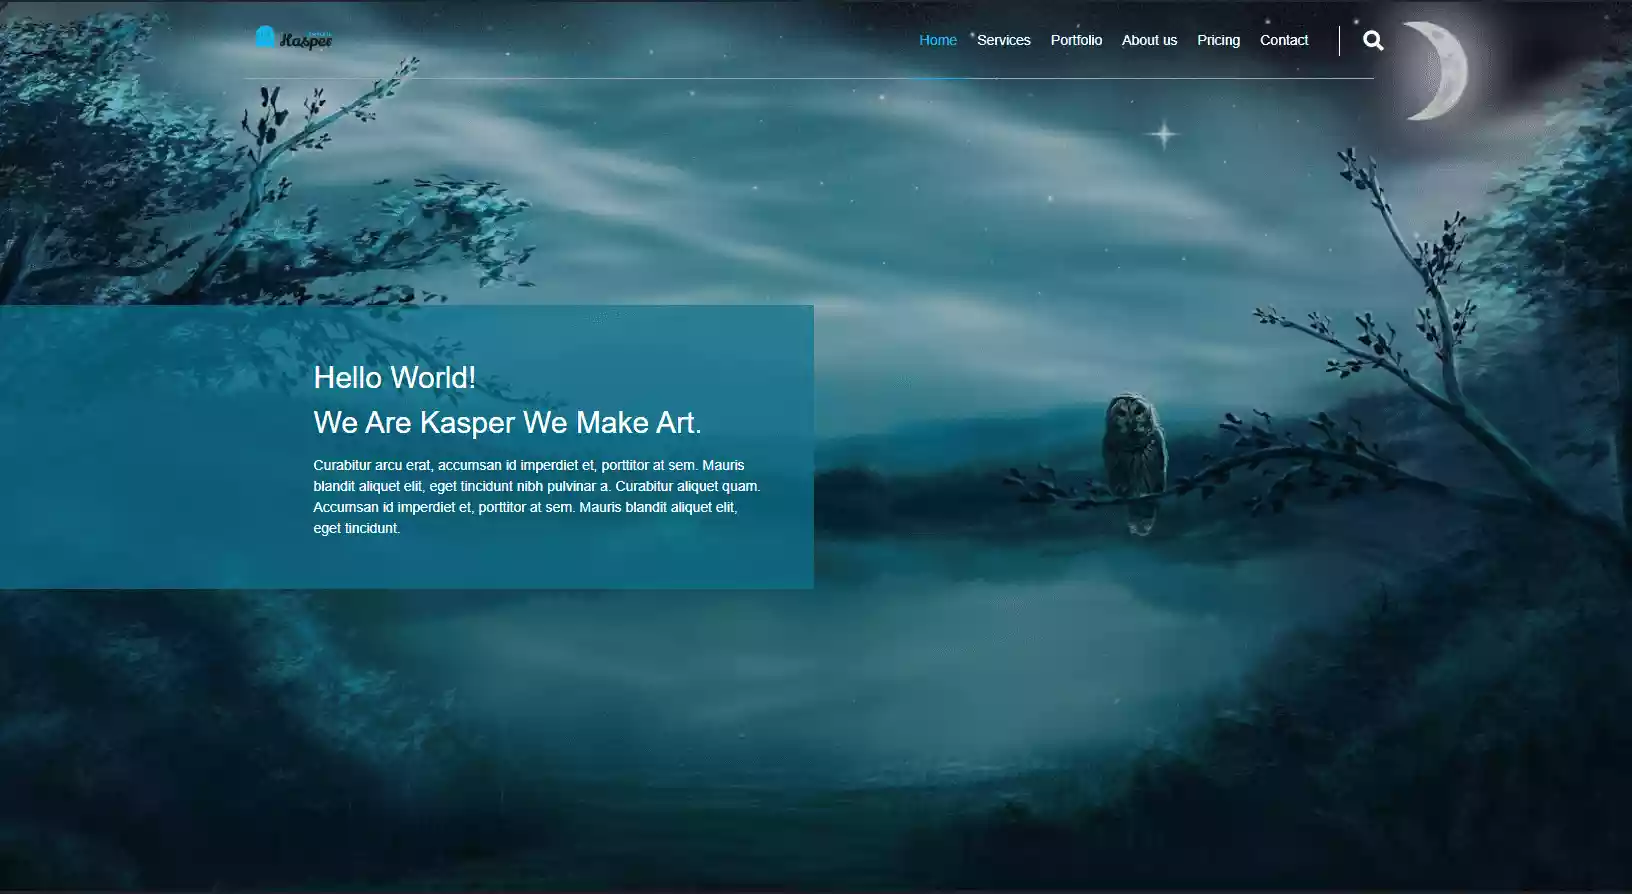 Kasper
Home Services Portfolio About us Pricing Contact
Hello World!
We Are Kasper We Make Art.
Curabitur arcu erat, accumsan id imperdiet et, porttitor at sem. Mauris
blandit aliquet elit, eget tincidunt nibh pulvinar a. Curabitur aliquet quam.
Accumsan id imperdiet et, porttitor at sem. Mauris blandit aliquet elit,
eget tincidunt.